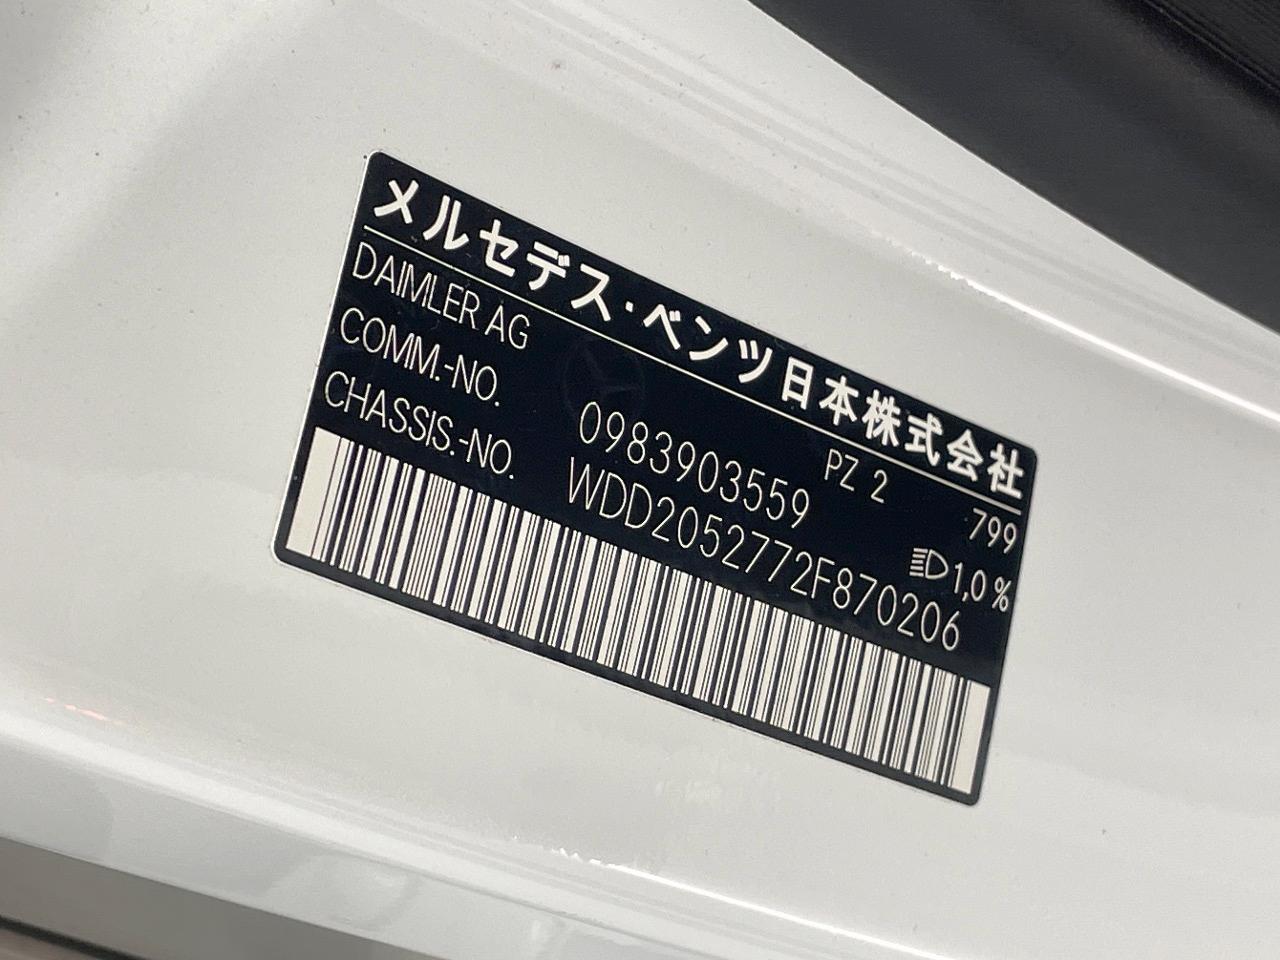 メルセデス・ベンツ日本株式会社
DAIMLER AG PZ 2 799
COMM.-NO. 0983903559 1,0 %
CHASSIS.-NO. WDD2052772F870206